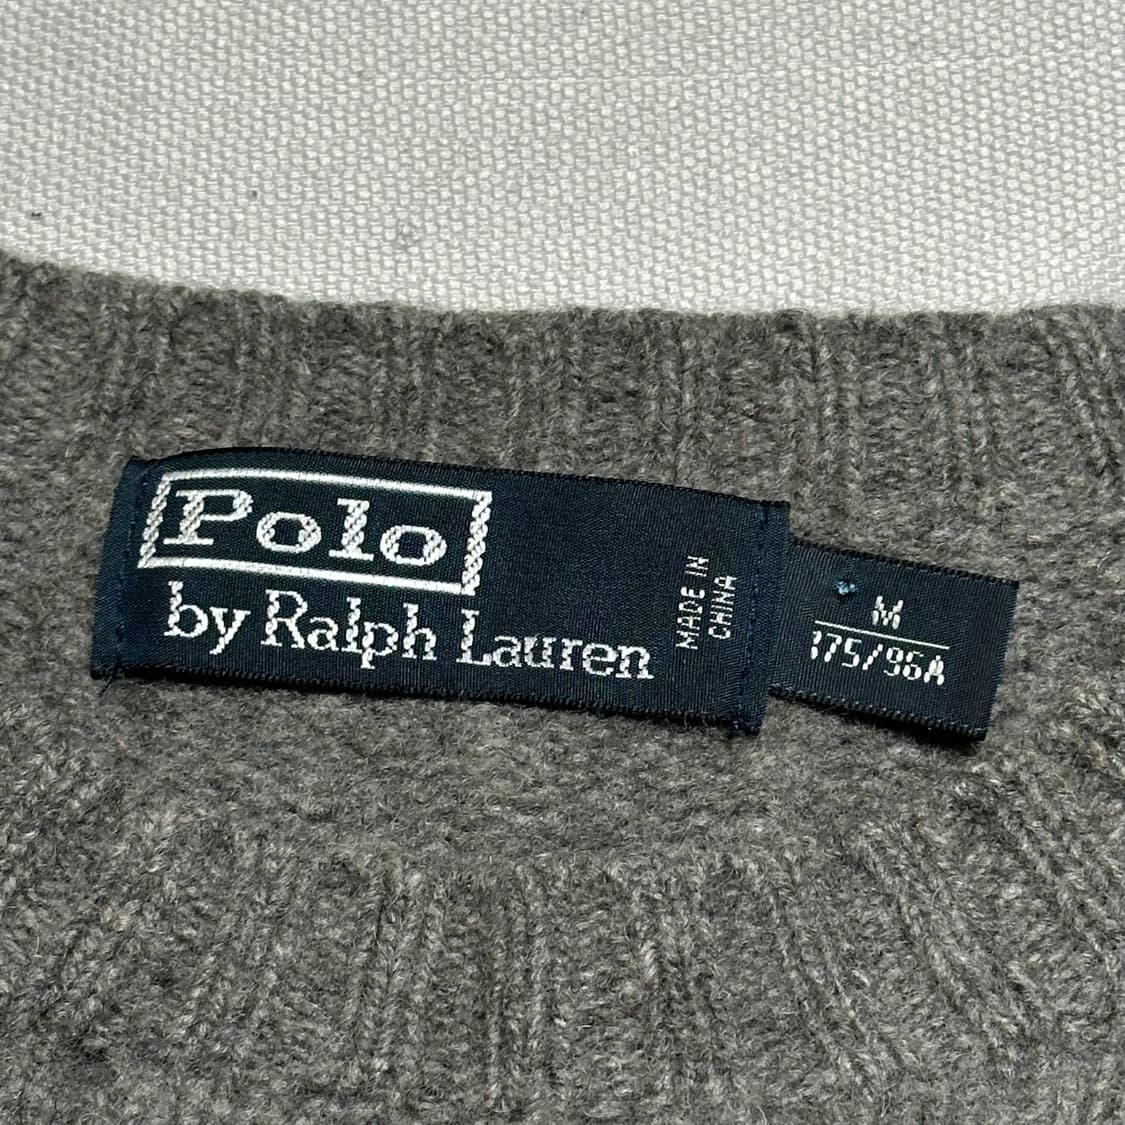 Polo
by Ralph Lauren
MADE IN
CHINA
M
175/96A